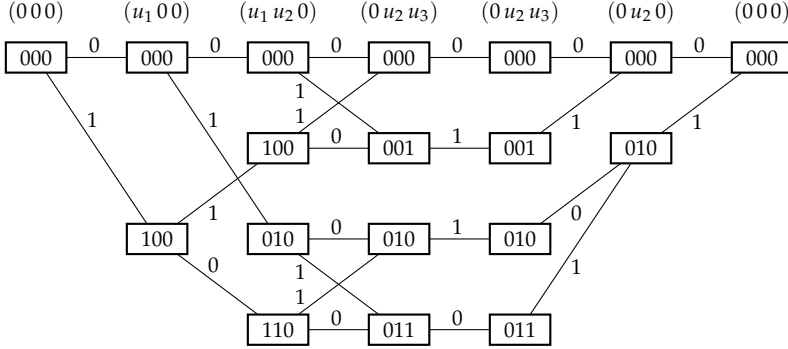 (0 0 0) (u₁ 0 0) (u₁ u₂ 0) (0 u₂ u₃) (0 u₂ u₃) (0 u₂ 0) (0 0 0)
0 0 0 0 0 0
000 000 000 000 000 000 000
1 1 1 1 1 1
0 1
100 001 001 010
1 0 1 0
100 010 010 010
0 1 1 1
0 0
110 011 011